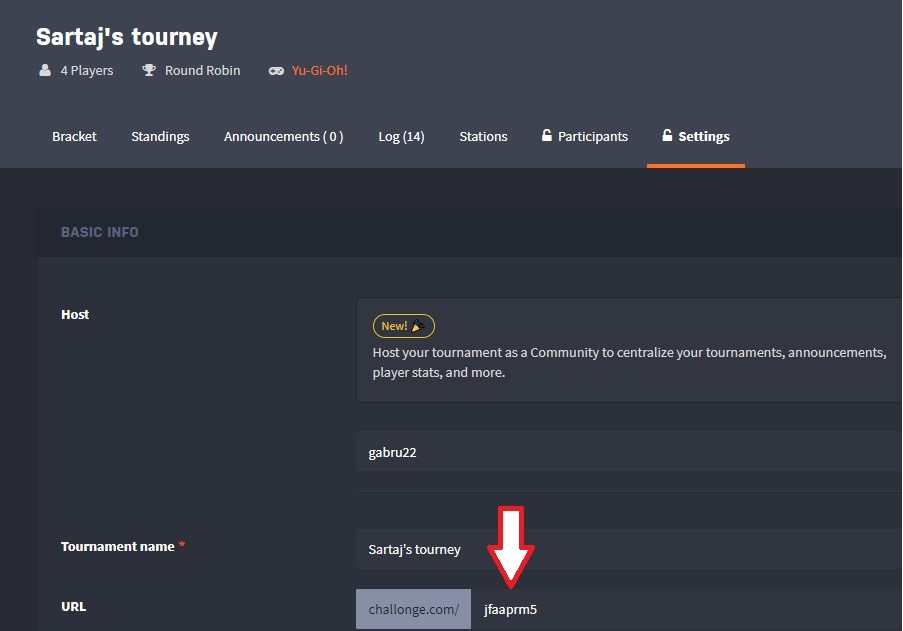 Sartaj's tourney
4 Players Round Robin Yu-Gi-Oh!
Bracket Standings Announcements ( 0 ) Log (14) Stations Participants Settings
BASIC INFO
Host
New!
Host your tournament as a Community to centralize your tournaments, announcements,
player stats, and more.
gabru22
Tournament name * Sartaj's tourney
URL challonge.com/ jfaaprm5